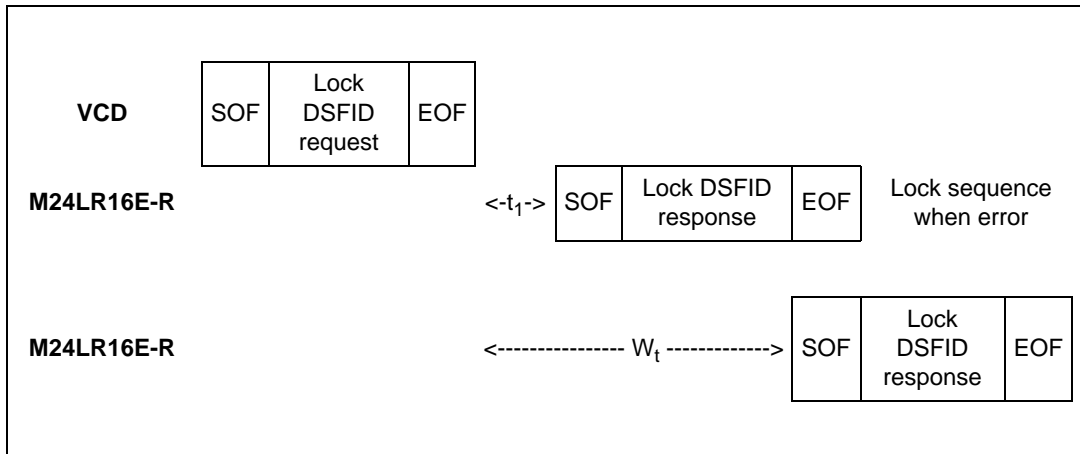 VCD
SOF
Lock
DSFID
request
EOF
M24LR16E-R
<-t₁->
SOF
Lock DSFID
response
EOF
Lock sequence
when error
M24LR16E-R
<---------------- Wₜ ------------->
SOF
Lock
DSFID
response
EOF